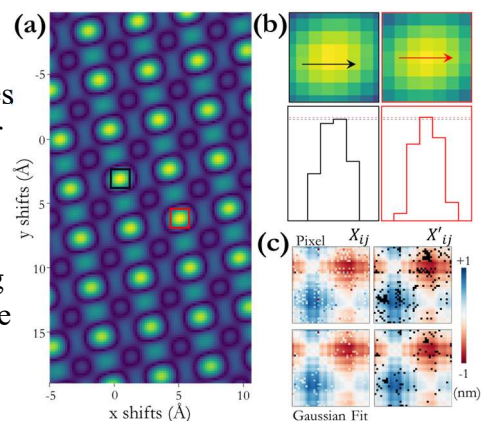 (a)
(b)
es
g
e
-5
0
5
10
15
y shifts (Å)
-5
0
5
10
x shifts (Å)
(c)
Pixel
X_ij
X'_ij
+1
-1
(nm)
Gaussian Fit